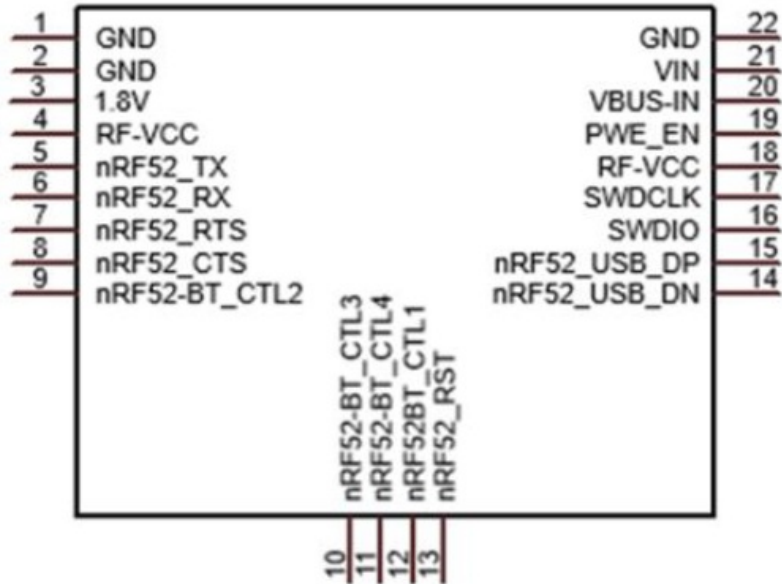 1 GND
2 GND
3 1.8V
4 RF-VCC
5 nRF52_TX
6 nRF52_RX
7 nRF52_RTS
8 nRF52_CTS
9 nRF52-BT_CTL2
10 nRF52-BT_CTL3
11 nRF52-BT_CTL4
12 nRF52BT_CTL1
13 nRF52_RST
GND 22
VIN 21
VBUS-IN 20
PWE_EN 19
RF-VCC 18
SWDCLK 17
SWDIO 16
nRF52_USB_DP 15
nRF52_USB_DN 14